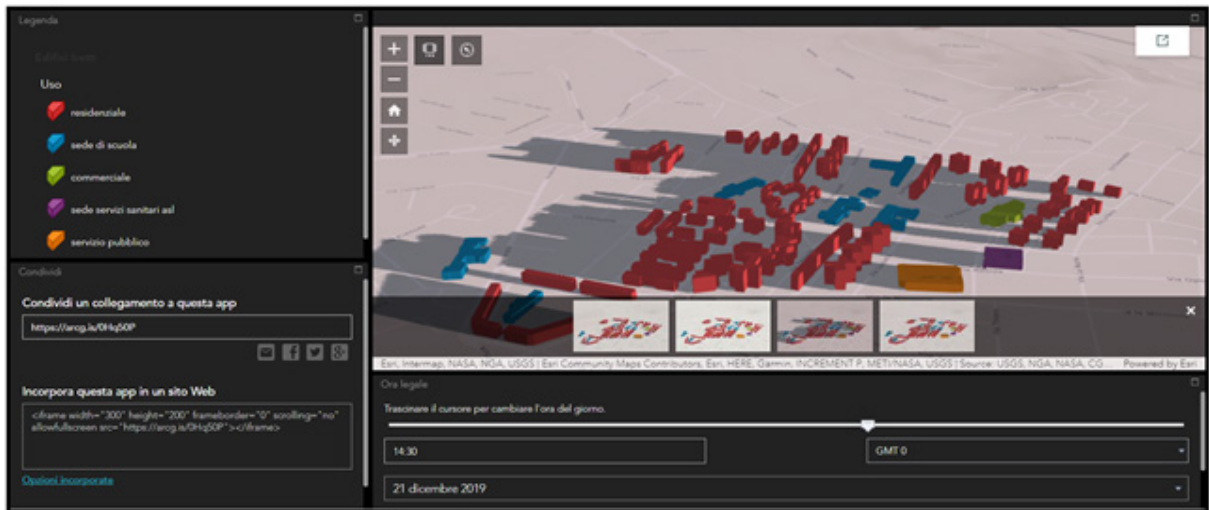 Legenda
Uso
residenziale
sede di scuola
commerciale
sede servizi sanitari asl
servizio pubblico
Condividi
Condividi un collegamento a questa app
https://arcg.is/0Hq50P
Incorpora questa app in un sito Web
<iframe width="300" height="200" frameborder="0" scrolling="no"
allowfullscreen src="https://arcg.is/0Hq50P"></iframe>
Opzioni incorporate
Esri, Intermap, NASA, NGA, USGS | Esri Community Maps Contributors, Esri, HERE, Garmin, INCREMENT P, METI/NASA, USGS | Source: USGS, NGA, NASA, CG
Powered by Esri
Ora legale
Trascinare il cursore per cambiare l'ora del giorno.
14:30
GMT 0
21 dicembre 2019